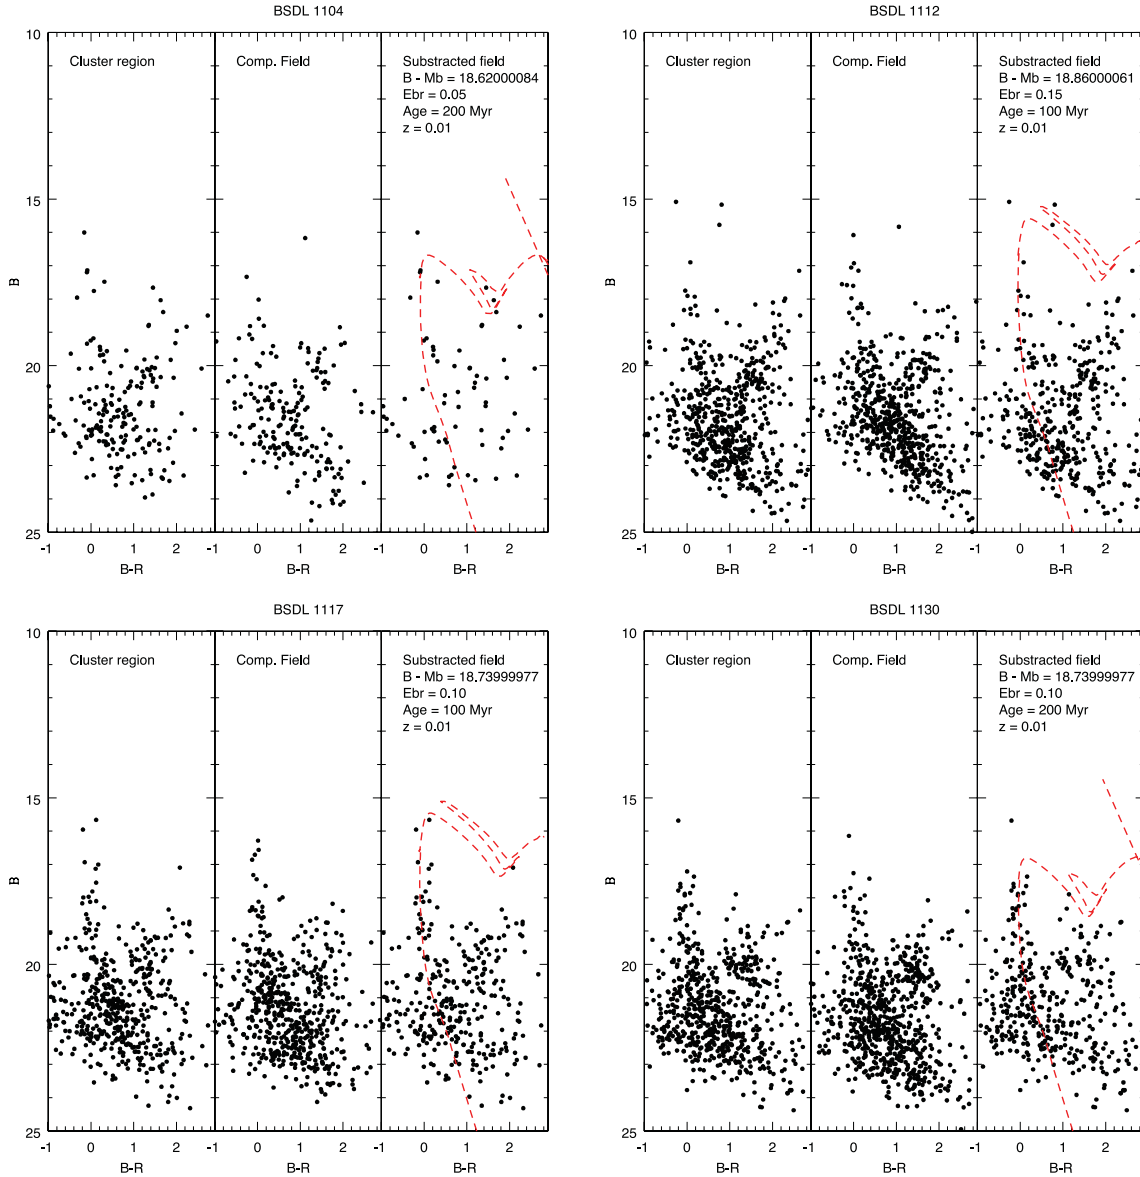 BSDL 1104
Cluster region
Comp. Field
Substracted field
B - Mb = 18.62000084
Ebr = 0.05
Age = 200 Myr
z = 0.01
10
15
20
25
B
-1 0 1 2 -1 0 1 2 -1 0 1 2
B-R B-R B-R
BSDL 1112
Cluster region
Comp. Field
Substracted field
B - Mb = 18.86000061
Ebr = 0.15
Age = 100 Myr
z = 0.01
10
15
20
25
B
-1 0 1 2 -1 0 1 2 -1 0 1 2
B-R B-R B-R
BSDL 1117
Cluster region
Comp. Field
Substracted field
B - Mb = 18.73999977
Ebr = 0.10
Age = 100 Myr
z = 0.01
10
15
20
25
B
-1 0 1 2 -1 0 1 2 -1 0 1 2
B-R B-R B-R
BSDL 1130
Cluster region
Comp. Field
Substracted field
B - Mb = 18.73999977
Ebr = 0.10
Age = 200 Myr
z = 0.01
10
15
20
25
B
-1 0 1 2 -1 0 1 2 -1 0 1 2
B-R B-R B-R